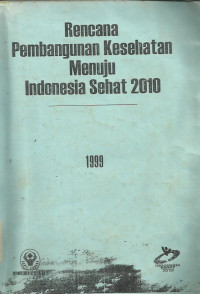 Rencana
Pembangunan Kesehatan
Menuju
Indonesia Sehat 2010
1999